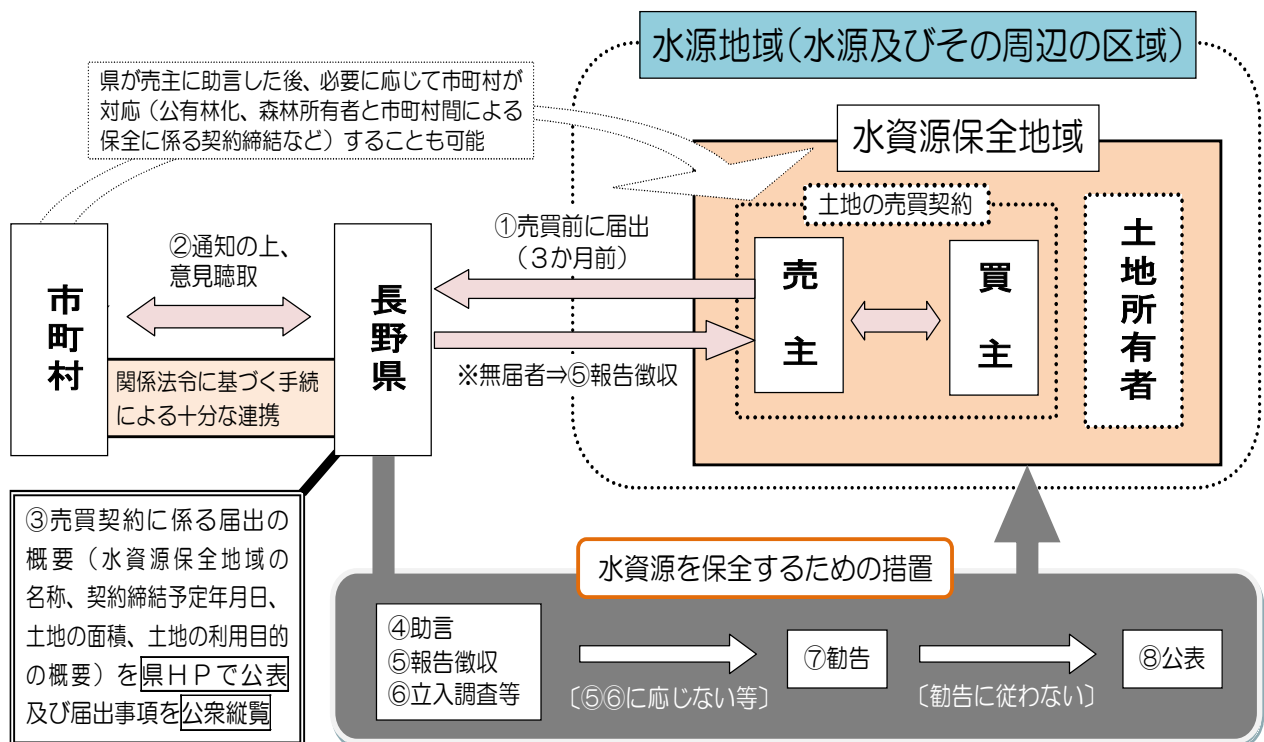 水源地域(水源及びその周辺の区域)
県が売主に助言した後、必要に応じて市町村が
対応（公有林化、森林所有者と市町村間による
保全に係る契約締結など）することも可能
水資源保全地域
土地の売買契約
①売買前に届出
（３か月前）
②通知の上、
意見聴取
市町村
長野県
売主
買主
土地所有者
※無届者⇒⑤報告徴収
関係法令に基づく手続
による十分な連携
③売買契約に係る届出の
概要（水資源保全地域の
名称、契約締結予定年月日、
土地の面積、土地の利用目的
の概要）を県ＨＰで公表
及び届出事項を公衆縦覧
水資源を保全するための措置
④助言
⑤報告徴収
⑥立入調査等
〔⑤⑥に応じない等〕
⑦勧告
〔勧告に従わない〕
⑧公表